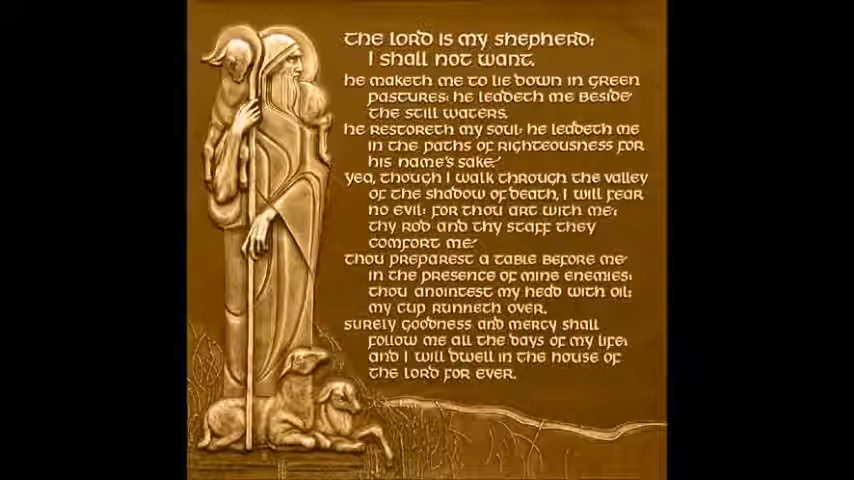 The LORD is my shepherd;
I shall not want.
he maketh me to lie down in green
pastures: he leadeth me beside
the still waters.
he restoreth my soul: he leadeth me
in the paths of righteousness for
his name's sake.
yea, though I walk through the valley
of the shadow of death, I will fear
no evil: for thou art with me;
thy rod and thy staff they
comfort me.
thou preparest a table before me
in the presence of mine enemies:
thou anointest my head with oil;
my cup runneth over.
surely goodness and mercy shall
follow me all the days of my life:
and I will dwell in the house of
the LORD for ever.